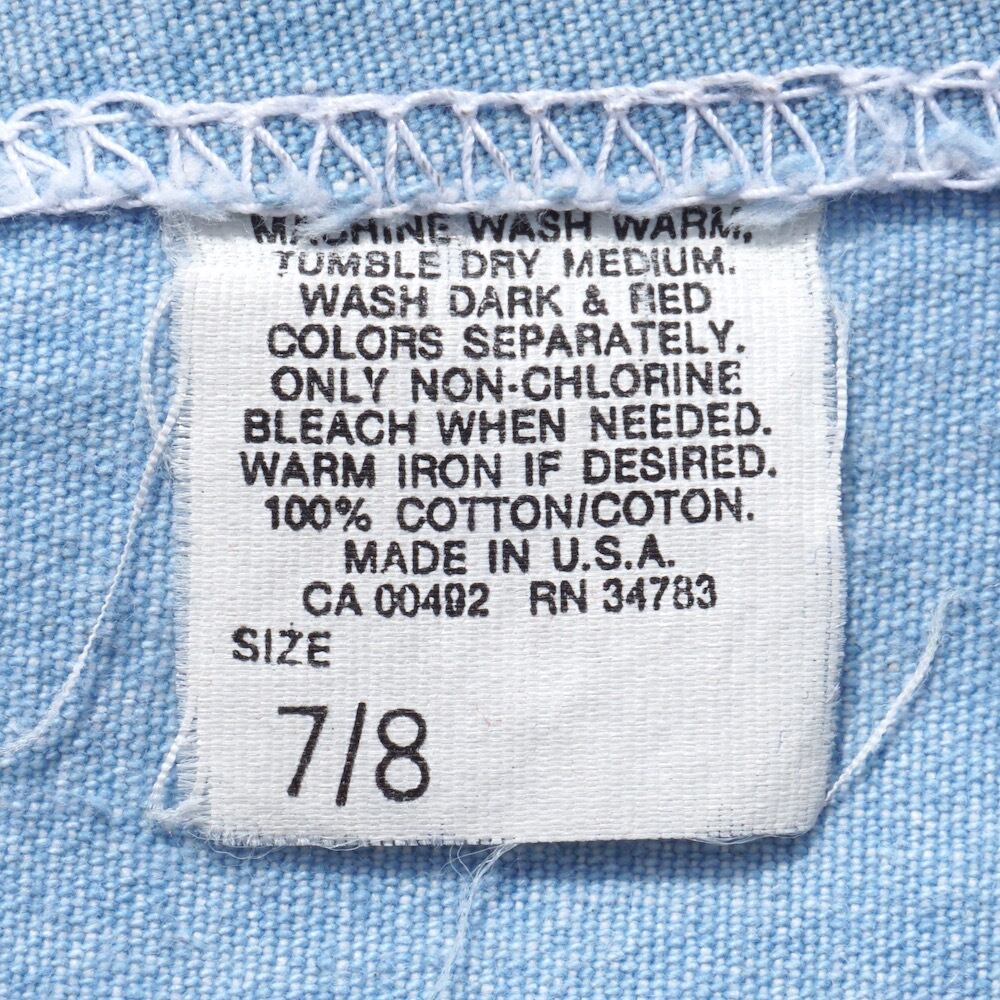 MACHINE WASH WARM,
TUMBLE DRY MEDIUM.
WASH DARK & RED
COLORS SEPARATELY.
ONLY NON-CHLORINE
BLEACH WHEN NEEDED.
WARM IRON IF DESIRED.
100% COTTON/COTON.
MADE IN U.S.A.
CA 00492 RN 34783
SIZE
7/8